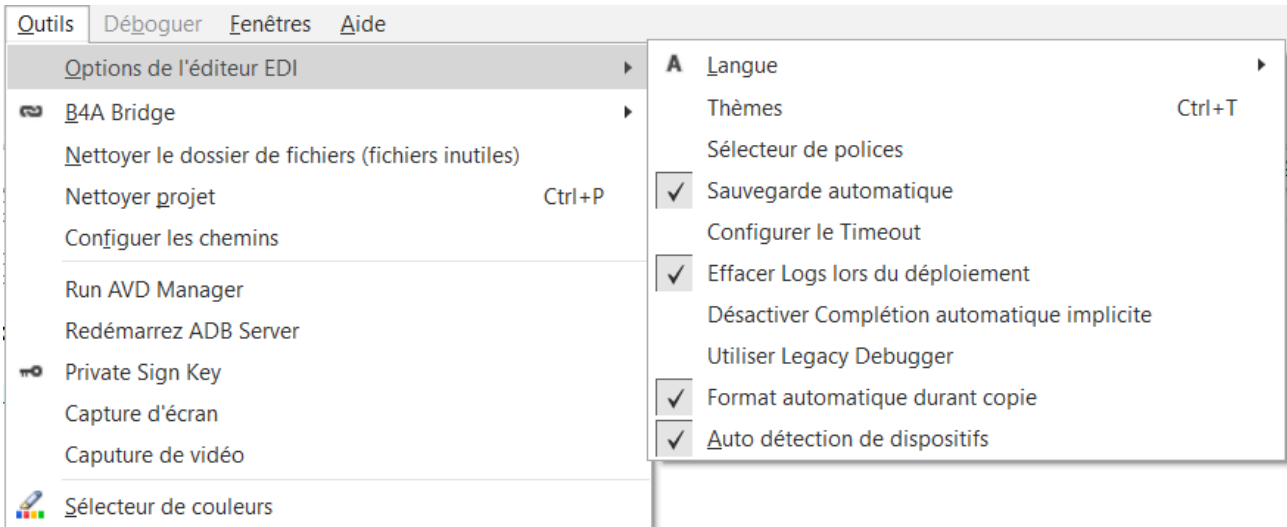 Outils Déboguer Fenêtres Aide
Options de l'éditeur EDI
B4A Bridge
Nettoyer le dossier de fichiers (fichiers inutiles)
Nettoyer projet Ctrl+P
Configuer les chemins
Run AVD Manager
Redémarrez ADB Server
Private Sign Key
Capture d'écran
Caputure de vidéo
Sélecteur de couleurs
A Langue
Thèmes Ctrl+T
Sélecteur de polices
Sauvegarde automatique
Configurer le Timeout
Effacer Logs lors du déploiement
Désactiver Complétion automatique implicite
Utiliser Legacy Debugger
Format automatique durant copie
Auto détection de dispositifs